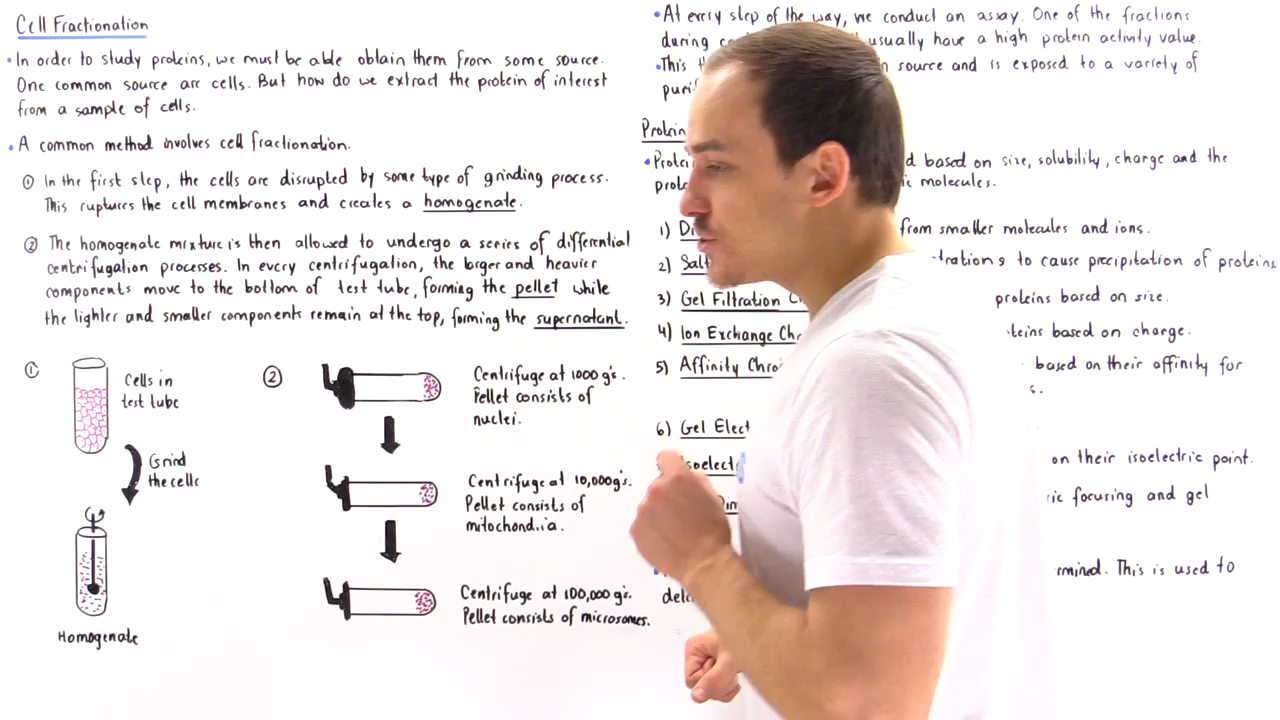 Cell Fractionation
• In order to study proteins, we must be able obtain them from some source.
One common source are cells. But how do we extract the protein of interest
from a sample of cells.
• A common method involves cell fractionation.
① In the first step, the cells are disrupted by some type of grinding process.
This ruptures the cell membranes and creates a homogenate.
② The homogenate mixture is then allowed to undergo a series of differential
centrifugation processes. In every centrifugation, the larger and heavier
components move to the bottom of test tube, forming the pellet while
the lighter and smaller components remain at the top, forming the supernatant.
①
Cells in
test tube
Grind
the cells
Homogenate
②
Centrifuge at 1000 g's.
Pellet consists of
nuclei.
Centrifuge at 10,000g's.
Pellet consists of
mitochondria.
Centrifuge at 100,000 g's.
Pellet consists of microsomes.
• At every step of the way, we conduct an assay. One of the fractions
during usually have a high protein activity value.
• This source and is exposed to a variety of
• based on size, solubility, charge and the
molecules.
1) from smaller molecules and ions.
2) Salt to cause precipitation of proteins
3) Gel Filtration proteins based on size.
4) Ion Exchange based on charge.
5) Affinity based on their affinity for
6) Gel
on their isoelectric point.
focusing and gel
This is used to